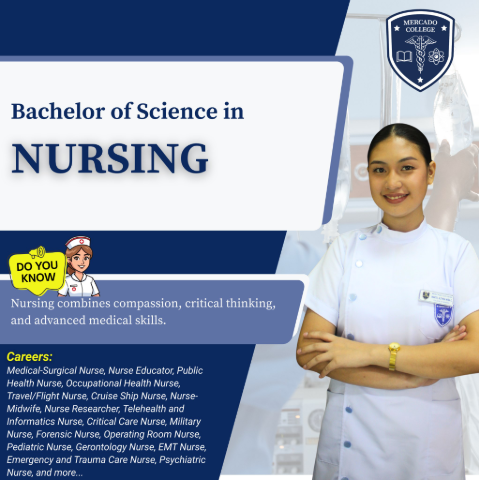 MERCADO
COLLEGE
Bachelor of Science in
NURSING
DO YOU
KNOW
Nursing combines compassion, critical thinking,
and advanced medical skills.
Careers:
Medical-Surgical Nurse, Nurse Educator, Public
Health Nurse, Occupational Health Nurse,
Travel/Flight Nurse, Cruise Ship Nurse, Nurse-
Midwife, Nurse Researcher, Telehealth and
Informatics Nurse, Critical Care Nurse, Military
Nurse, Forensic Nurse, Operating Room Nurse,
Pediatric Nurse, Gerontology Nurse, EMT Nurse,
Emergency and Trauma Care Nurse, Psychiatric
Nurse, and more...